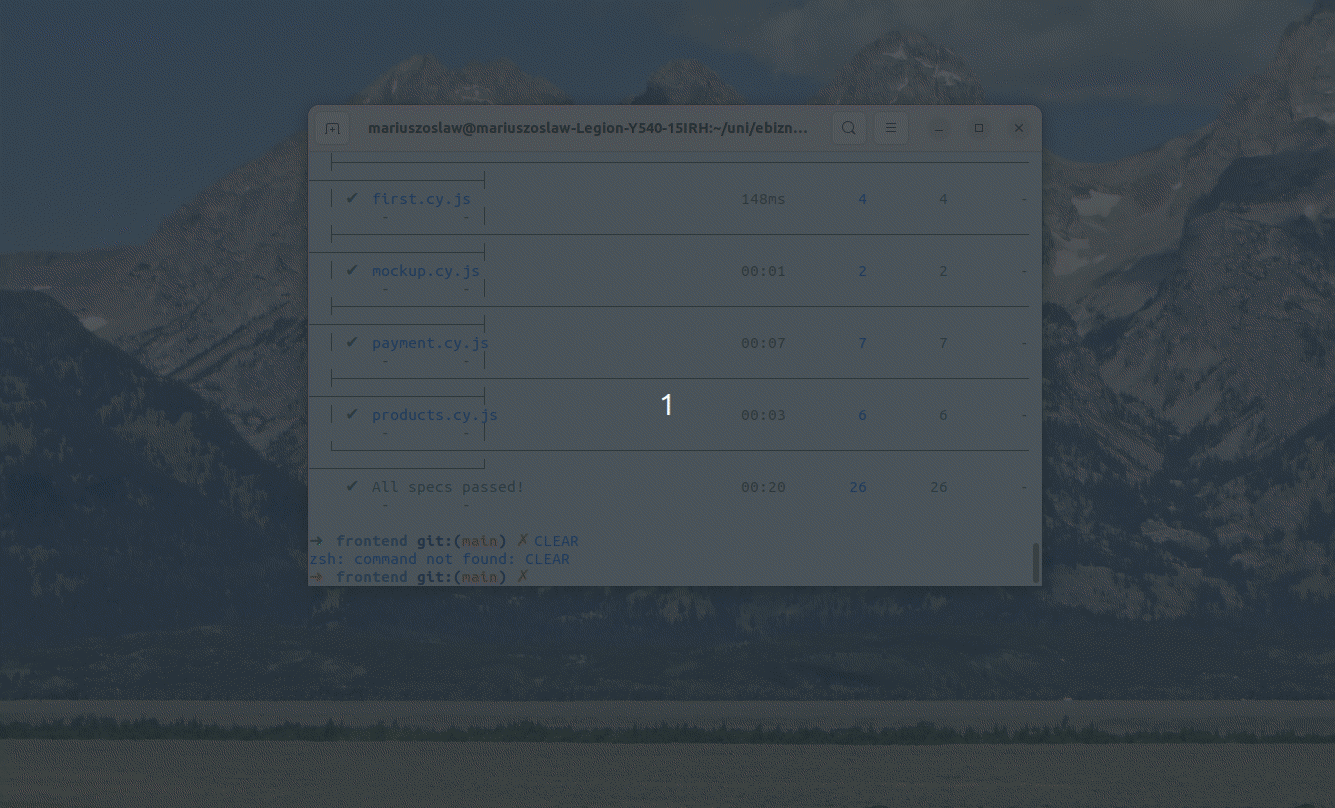 mariuszoslaw@mariuszoslaw-Legion-Y540-15IRH:~/uni/ebizn...
✔ first.cy.js 148ms 4 4 -
- -
✔ mockup.cy.js 00:01 2 2 -
- -
✔ payment.cy.js 00:07 7 7 -
- -
✔ products.cy.js 00:03 6 6 -
- -
✔ All specs passed! 00:20 26 26 -
- -
→ frontend git:(main) ✗ CLEAR
zsh: command not found: CLEAR
→ frontend git:(main) ✗
1